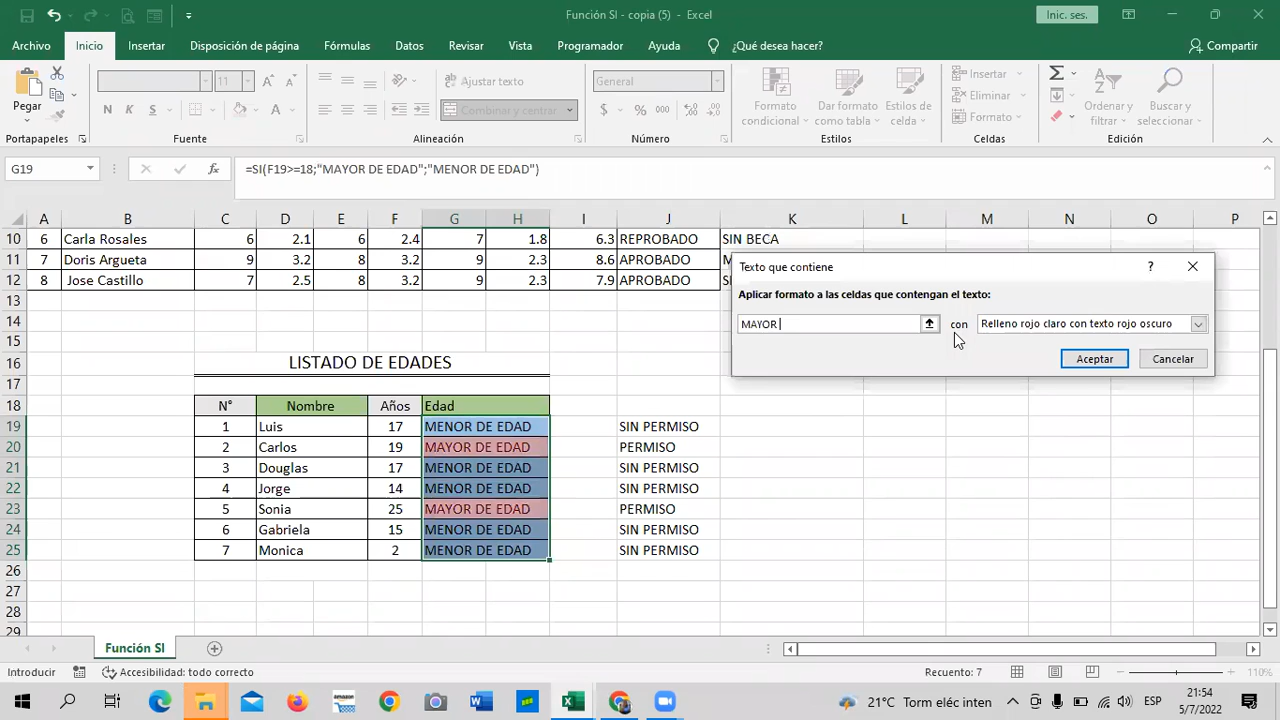 Función SI - copia (5) - Excel
Inic. ses.
Archivo Inicio Insertar Disposición de página Fórmulas Datos Revisar Vista Programador Ayuda ¿Qué desea hacer? Compartir
Pegar
N K S
11 A A
Ajustar texto
Combinar y centrar
General
$ % 000
Formato condicional
Dar formato como tabla
Estilos de celda
Insertar
Eliminar
Formato
Ordenar y filtrar
Buscar y seleccionar
Portapapeles Fuente Alineación Número Estilos Celdas Edición
G19 fx =SI(F19>=18;"MAYOR DE EDAD";"MENOR DE EDAD")
A B C D E F G H I J K L M N O P
10 6 Carla Rosales 6 2.1 6 2.4 7 1.8 6.3 REPROBADO SIN BECA
11 7 Doris Argueta 9 3.2 8 3.2 9 2.3 8.6 APROBADO M
12 8 Jose Castillo 7 2.5 8 3.2 9 2.3 7.9 APROBADO
Texto que contiene ?
Aplicar formato a las celdas que contengan el texto:
MAYOR con Relleno rojo claro con texto rojo oscuro
Aceptar Cancelar
13
14
15
16 LISTADO DE EDADES
17
18 N° Nombre Años Edad
19 1 Luis 17 MENOR DE EDAD SIN PERMISO
20 2 Carlos 19 MAYOR DE EDAD PERMISO
21 3 Douglas 17 MENOR DE EDAD SIN PERMISO
22 4 Jorge 14 MENOR DE EDAD SIN PERMISO
23 5 Sonia 25 MAYOR DE EDAD PERMISO
24 6 Gabriela 15 MENOR DE EDAD SIN PERMISO
25 7 Monica 2 MENOR DE EDAD SIN PERMISO
26
27
28
29
Función SI
Introducir Accesibilidad: todo correcto Recuento: 7 110%
21°C Torm eléc inten ESP 21:54
5/7/2022